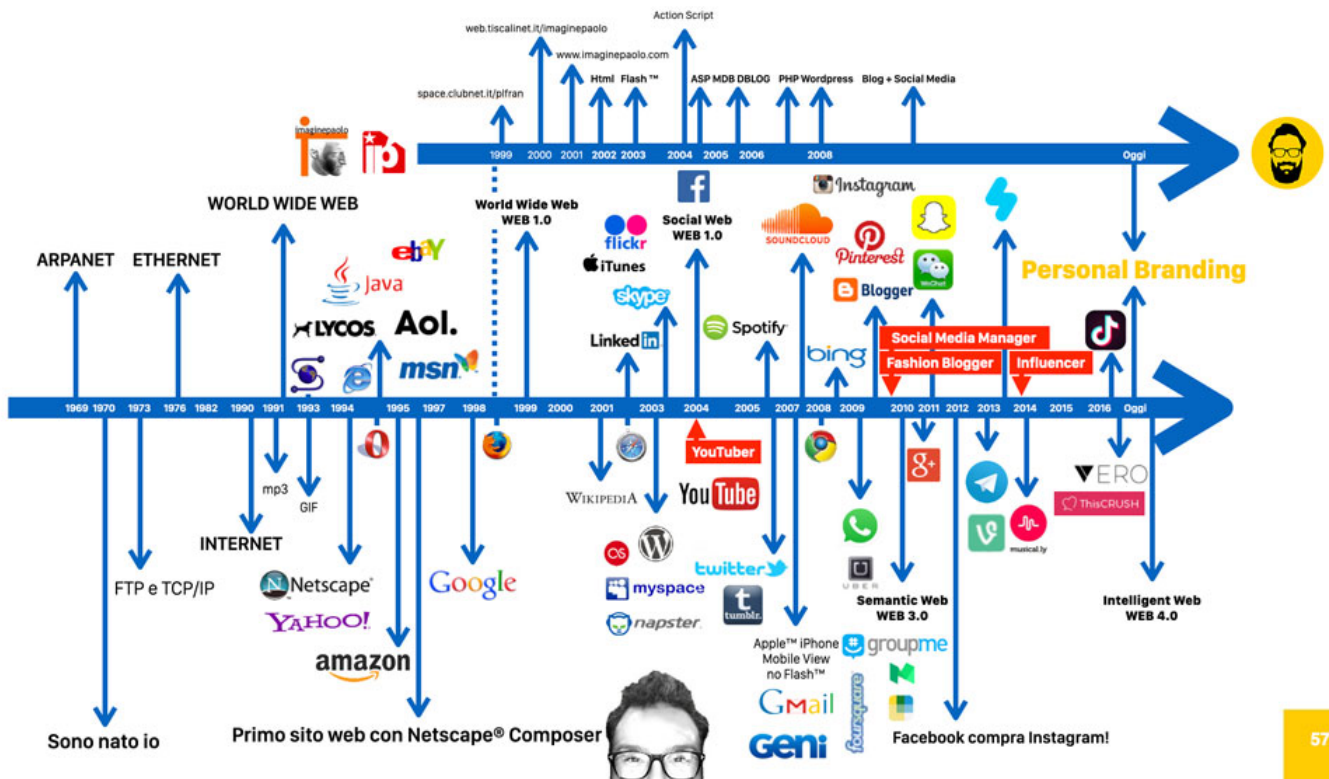 Action Script
web.tiscalinet.it/imaginepaolo
www.imaginepaolo.com
Html Flash ™ ASP MDB DBLOG PHP Wordpress Blog + Social Media
space.clubnet.it/plfran
imaginepaolo
1999 2000 2001 2002 2003 2004 2005 2006 2008 Oggi
WORLD WIDE WEB
World Wide Web
WEB 1.0
flickr
iTunes
skype
Linked in
Social Web
WEB 1.0
SOUNDCLOUD
Instagram
Pinterest
WeChat
Blogger
ARPANET
ETHERNET
Java
ebay
LYCOS
Aol.
msn
Spotify
bing
Personal Branding
Social Media Manager
Fashion Blogger
Influencer
1969 1970 1973 1976 1982 1990 1991 1993 1994 1995 1997 1998 1999 2000 2001 2003 2004 2005 2007 2008 2009 2010 2011 2012 2013 2014 2015 2016 Oggi
YouTuber
mp3
GIF
INTERNET
FTP e TCP/IP
Netscape®
YAHOO!
amazon
Google
WIKIPEDIA
YouTube
myspace
napster
twitter
tumblr.
g+
UBER
musical.ly
VERO
ThisCRUSH
Semantic Web
WEB 3.0
Intelligent Web
WEB 4.0
Apple™ iPhone
Mobile View
no Flash™
groupme
GMail
foursquare
Geni
Sono nato io
Primo sito web con Netscape® Composer
Facebook compra Instagram!
57